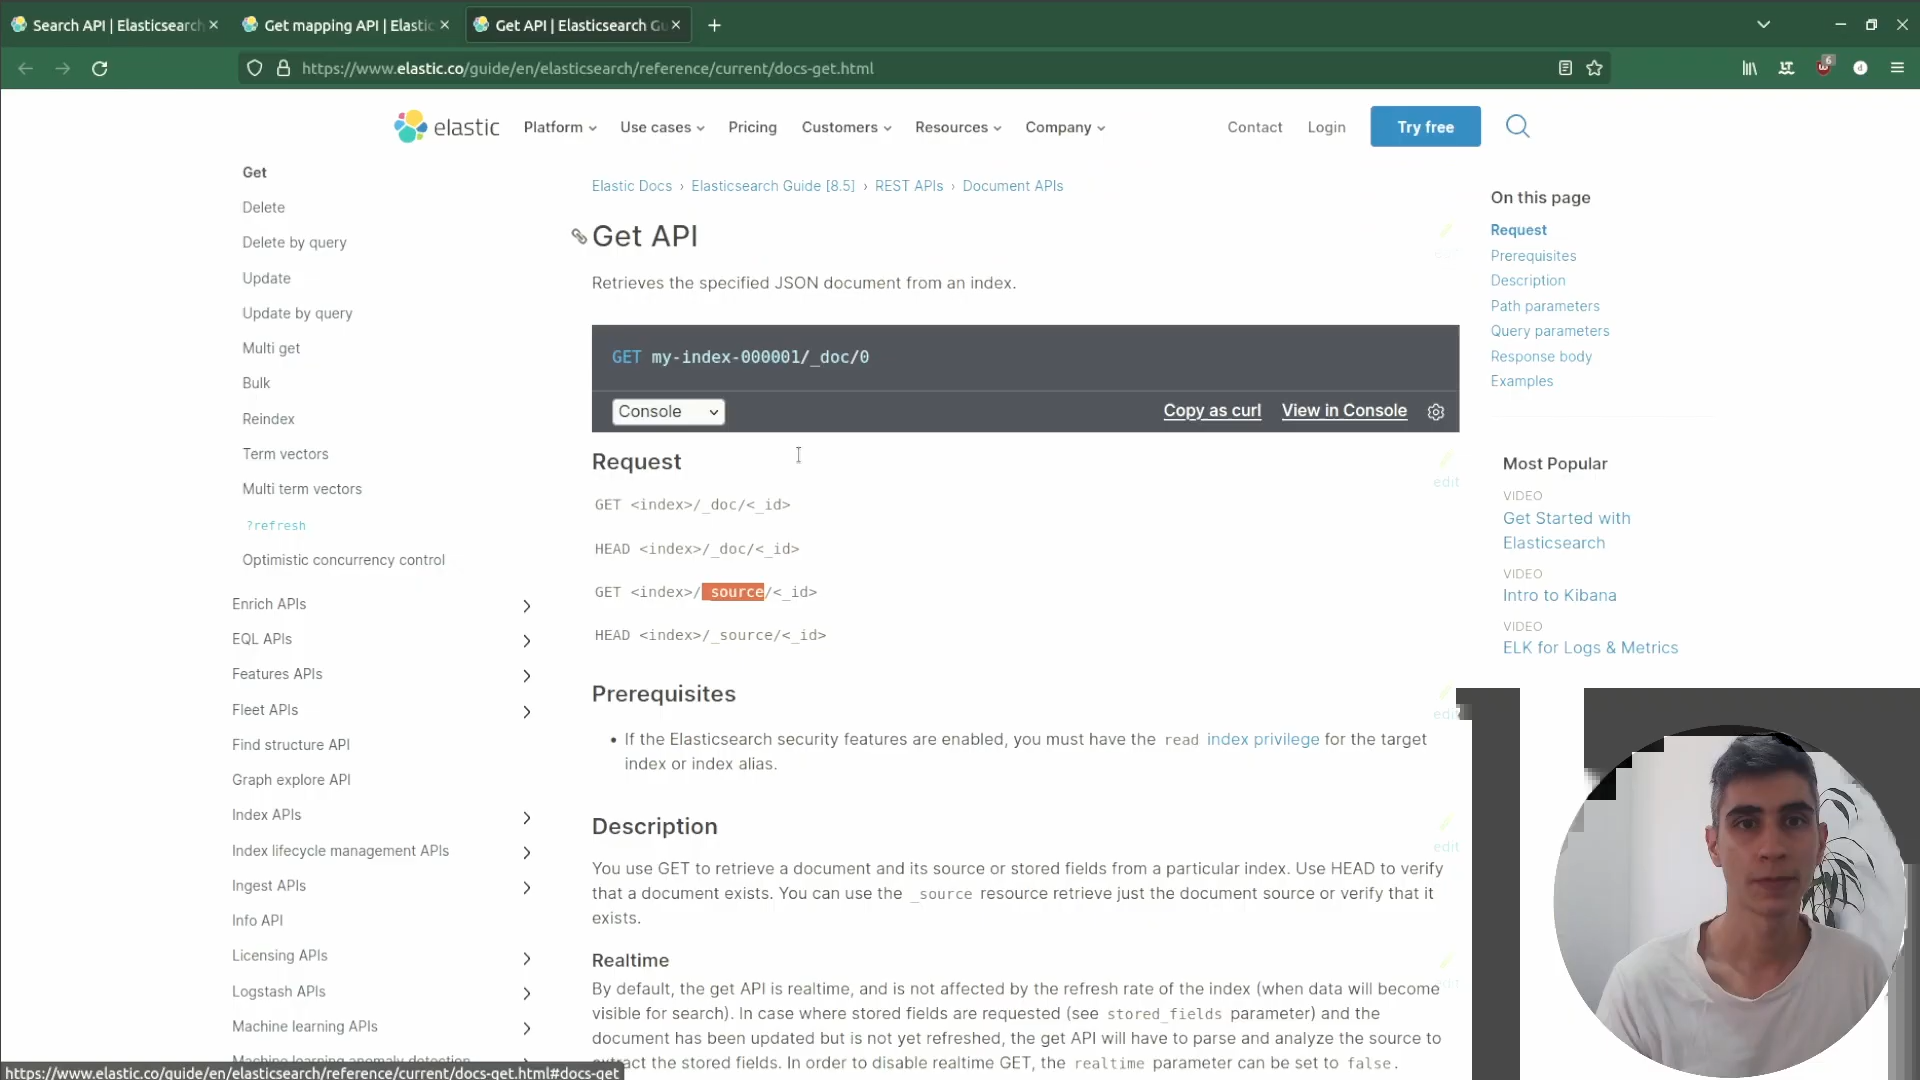 Search API | Elasticsearch
Get mapping API | Elastic
Get API | Elasticsearch Gu
https://www.elastic.co/guide/en/elasticsearch/reference/current/docs-get.html
6
elastic
Platform
Use cases
Pricing
Customers
Resources
Company
Contact
Login
Try free
Get
Delete
Delete by query
Update
Update by query
Multi get
Bulk
Reindex
Term vectors
Multi term vectors
?refresh
Optimistic concurrency control
Enrich APIs
EQL APIs
Features APIs
Fleet APIs
Find structure API
Graph explore API
Index APIs
Index lifecycle management APIs
Ingest APIs
Info API
Licensing APIs
Logstash APIs
Machine learning APIs
Machine learning anomaly detection
https://www.elastic.co/guide/en/elasticsearch/reference/current/docs-get.html#docs-get
Elastic Docs › Elasticsearch Guide [8.5] › REST APIs › Document APIs
Get API
edit
Retrieves the specified JSON document from an index.
GET my-index-000001/_doc/0
Console
Copy as curl
View in Console
Request
edit
GET <index>/_doc/<_id>
HEAD <index>/_doc/<_id>
GET <index>/_source/<_id>
HEAD <index>/_source/<_id>
Prerequisites
edit
• If the Elasticsearch security features are enabled, you must have the read index privilege for the target
index or index alias.
Description
edit
You use GET to retrieve a document and its source or stored fields from a particular index. Use HEAD to verify
that a document exists. You can use the _source resource retrieve just the document source or verify that it
exists.
Realtime
By default, the get API is realtime, and is not affected by the refresh rate of the index (when data will become
visible for search). In case where stored fields are requested (see stored_fields parameter) and the
document has been updated but is not yet refreshed, the get API will have to parse and analyze the source to
extract the stored fields. In order to disable realtime GET, the realtime parameter can be set to false.
On this page
Request
Prerequisites
Description
Path parameters
Query parameters
Response body
Examples
Most Popular
VIDEO
Get Started with
Elasticsearch
VIDEO
Intro to Kibana
VIDEO
ELK for Logs & Metrics